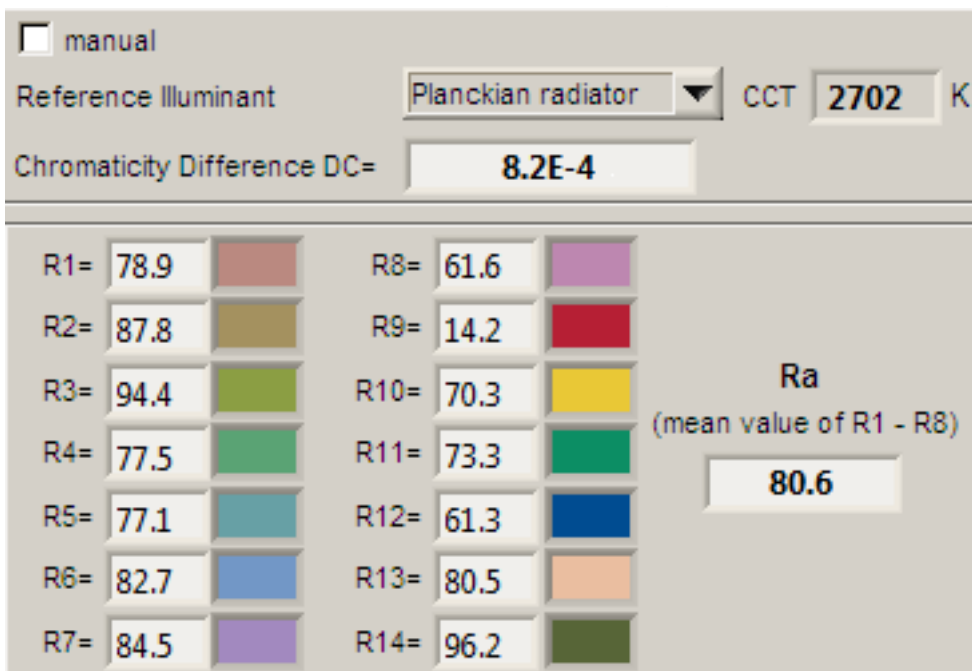 manual
Reference Illuminant Planckian radiator CCT 2702 K
Chromaticity Difference DC= 8.2E-4
R1= 78.9 R8= 61.6
R2= 87.8 R9= 14.2
R3= 94.4 R10= 70.3
R4= 77.5 R11= 73.3
R5= 77.1 R12= 61.3
R6= 82.7 R13= 80.5
R7= 84.5 R14= 96.2
Ra
(mean value of R1 - R8)
80.6